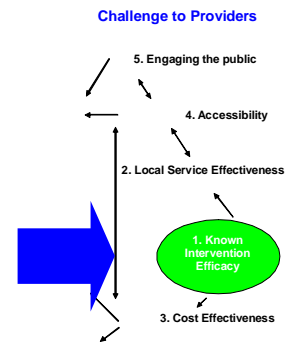 Challenge to Providers
5. Engaging the public
4. Accessibility
2. Local Service Effectiveness
1. Known
Intervention
Efficacy
3. Cost Effectiveness